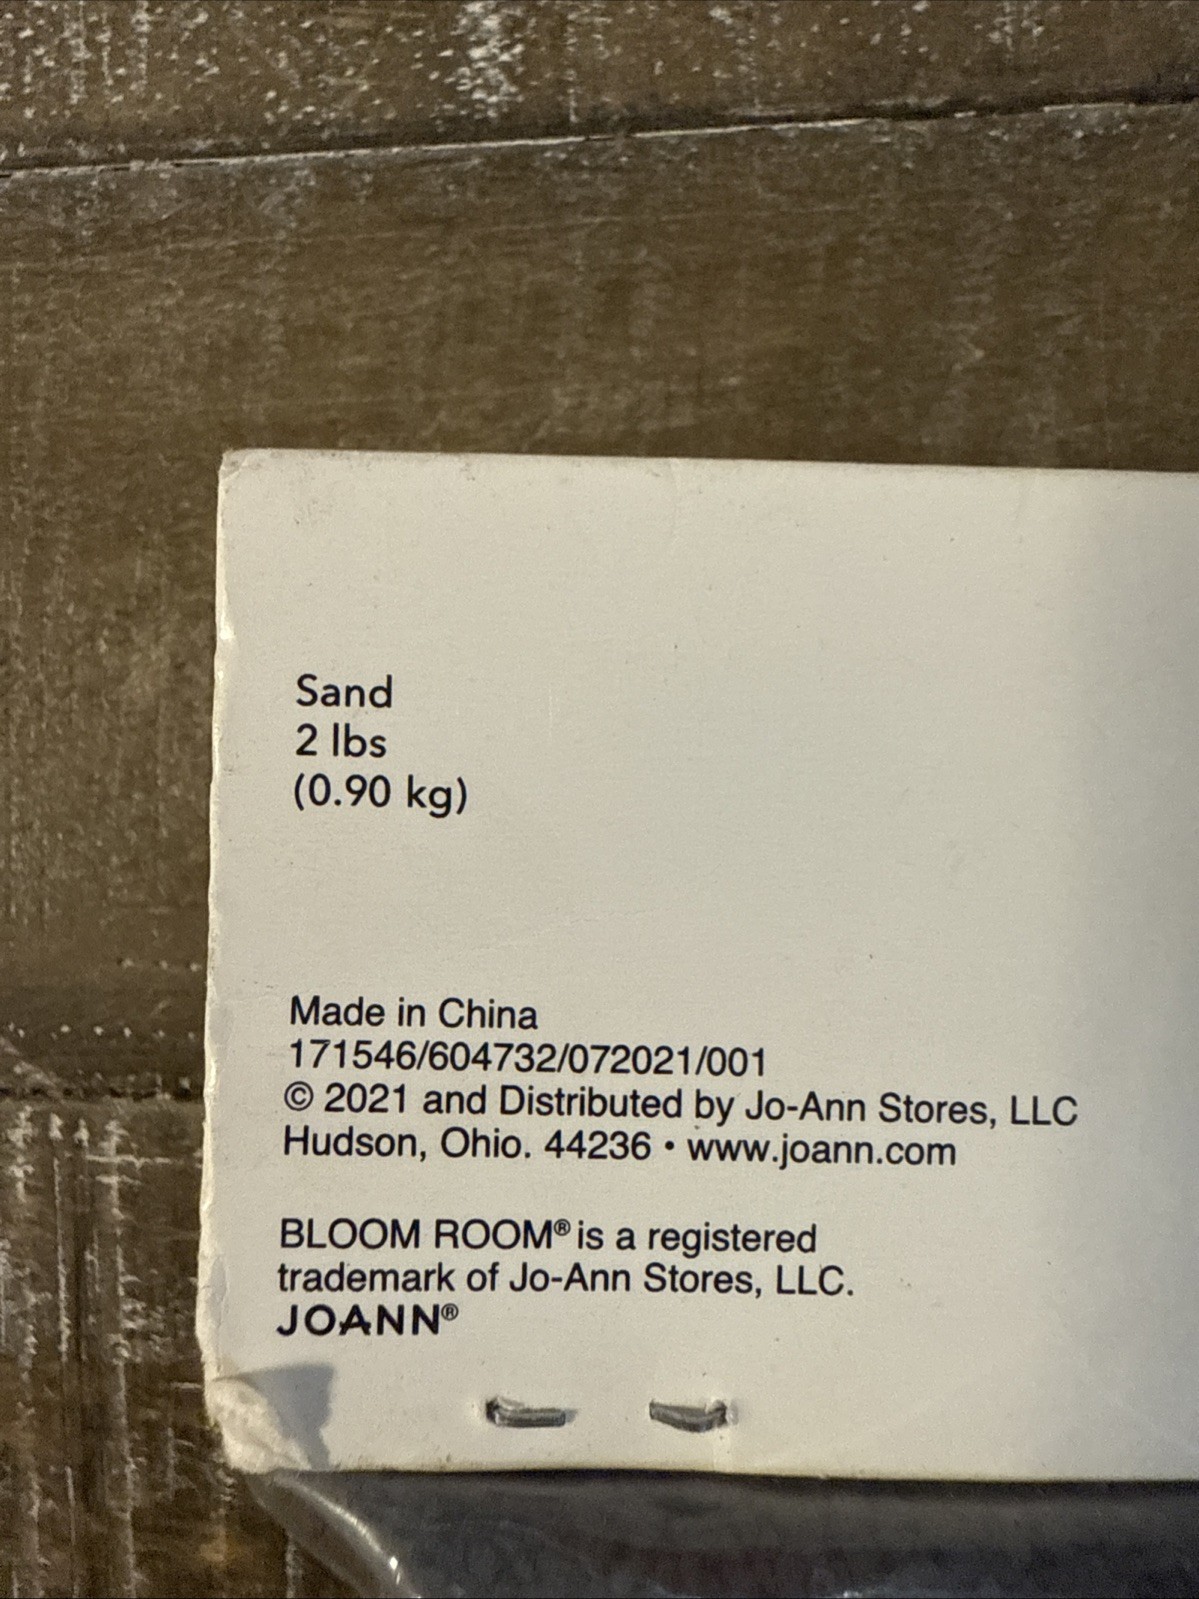 Sand
2 lbs
(0.90 kg)
Made in China
171546/604732/072021/001
© 2021 and Distributed by Jo-Ann Stores, LLC
Hudson, Ohio. 44236 • www.joann.com
BLOOM ROOM® is a registered
trademark of Jo-Ann Stores, LLC.
JOANN®